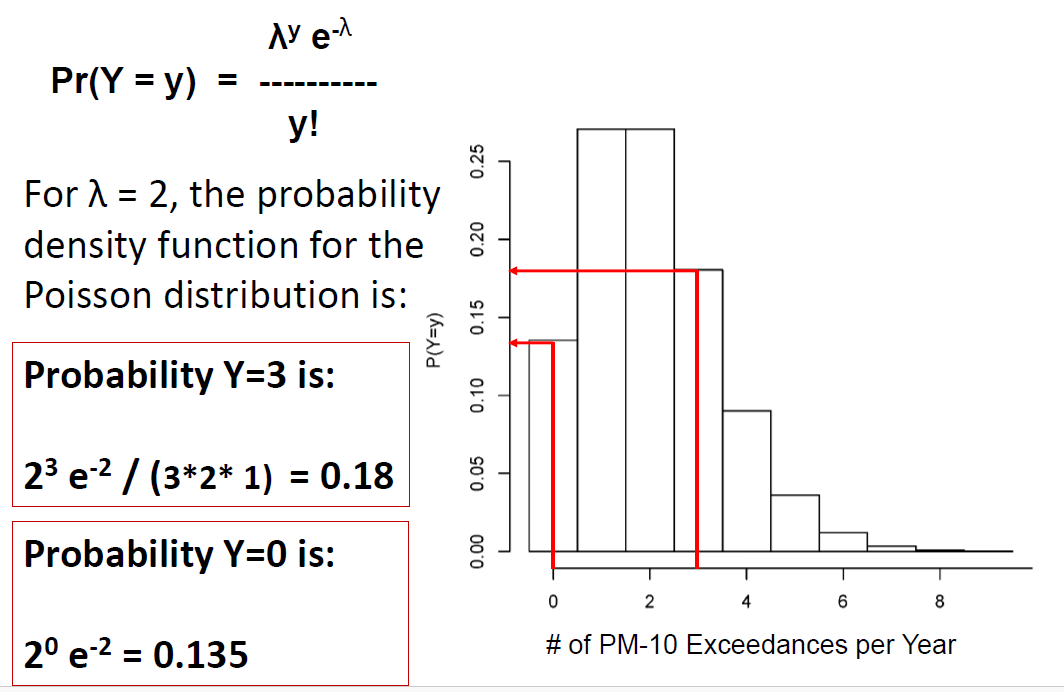 λʸ e⁻λ
Pr(Y = y) = ----------
y!
For λ = 2, the probability
density function for the
Poisson distribution is:
Probability Y=3 is:
2³ e⁻² / (3*2* 1) = 0.18
Probability Y=0 is:
2⁰ e⁻² = 0.135
P(Y=y)
0.25
0.20
0.15
0.10
0.05
0.00
0 2 4 6 8
# of PM-10 Exceedances per Year